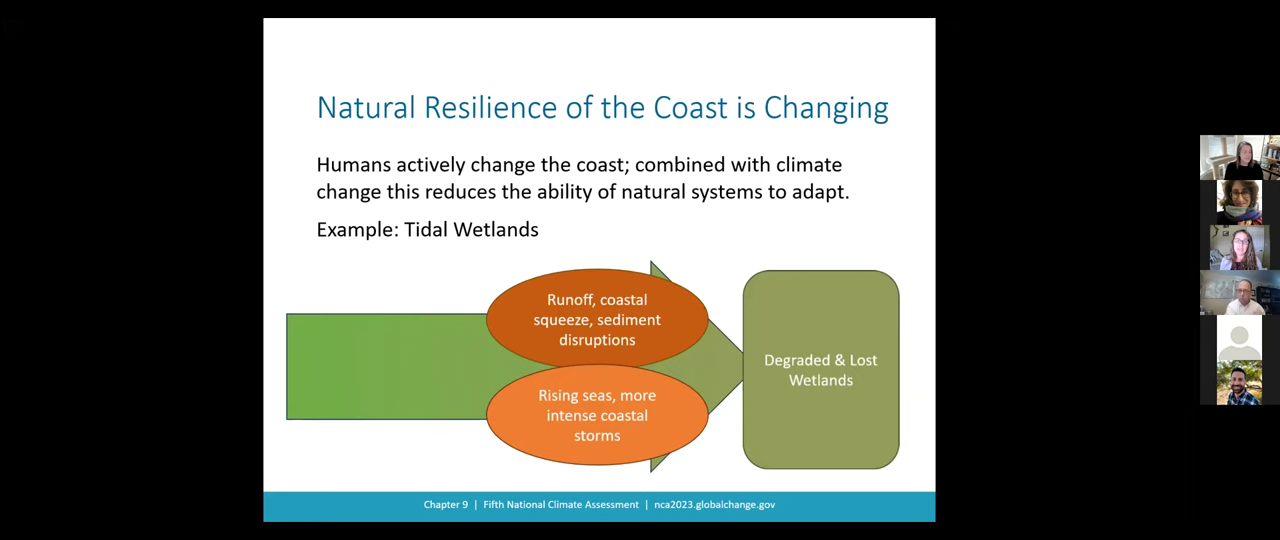 Natural Resilience of the Coast is Changing
Humans actively change the coast; combined with climate
change this reduces the ability of natural systems to adapt.
Example: Tidal Wetlands
Runoff, coastal
squeeze, sediment
disruptions
Rising seas, more
intense coastal
storms
Degraded & Lost
Wetlands
Chapter 9 | Fifth National Climate Assessment | nca2023.globalchange.gov